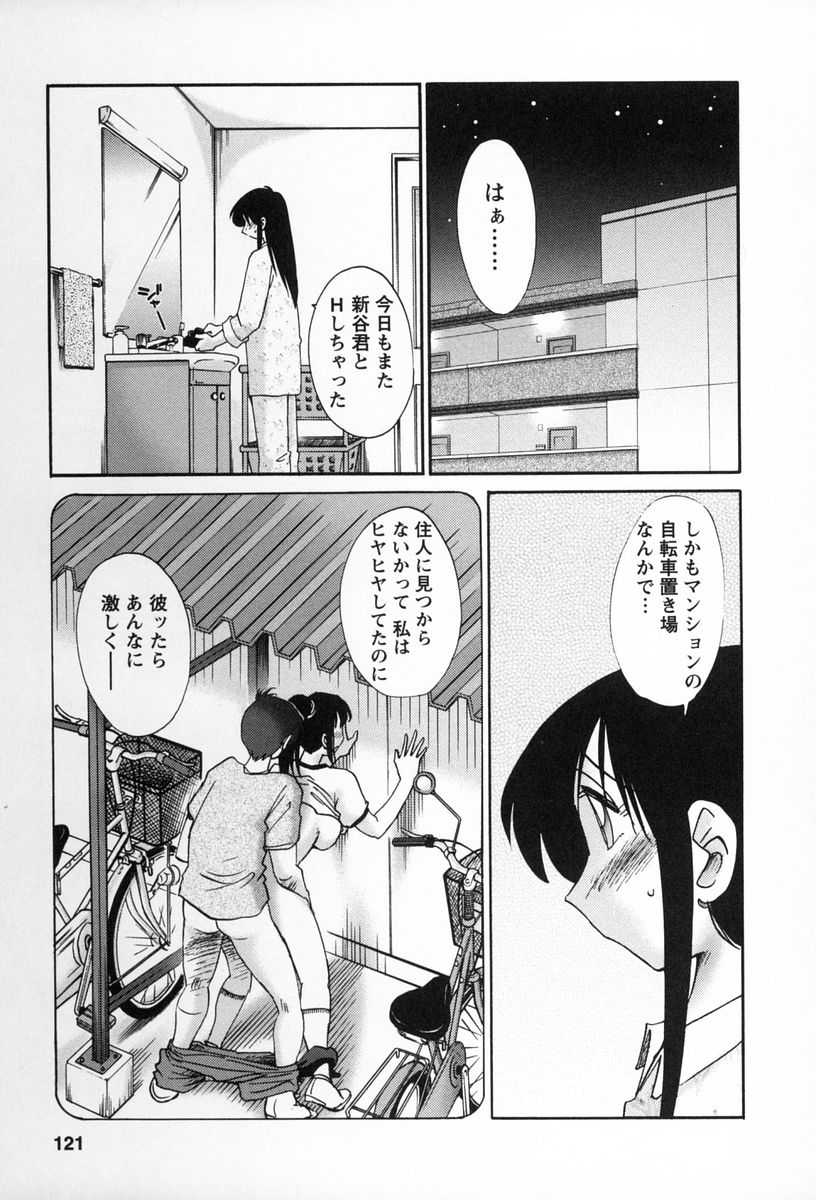 はぁ……
今日もまた
新谷君と
Hしちゃった
ジャー
しかもマンションの
自転車置き場
なんかで…
住人に見つから
ないかって 私は
ヒヤヒヤしてたのに
彼ッたら
あんなに
激しく――
121